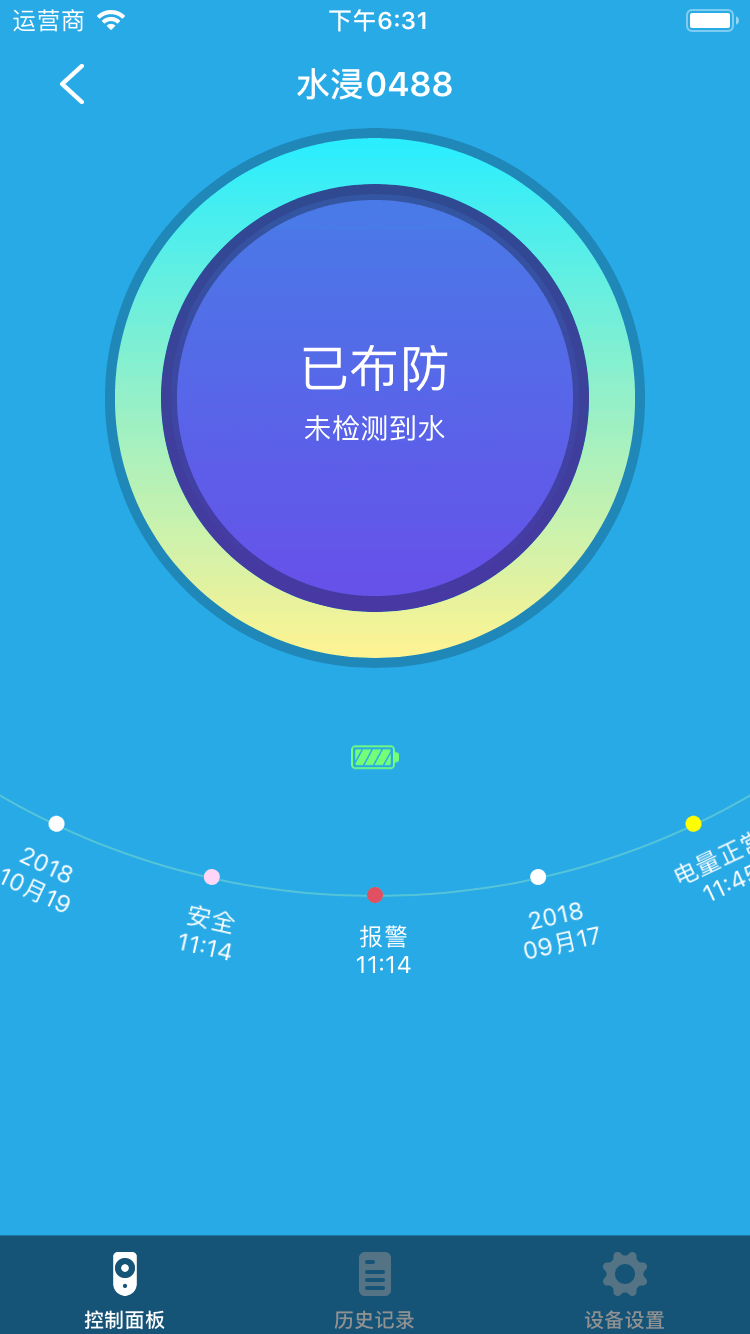 运营商 下午6:31
水浸0488
已布防
未检测到水
2018
10月19
安全
11:14
报警
11:14
2018
09月17
电量正常
11:45
控制面板 历史记录 设备设置